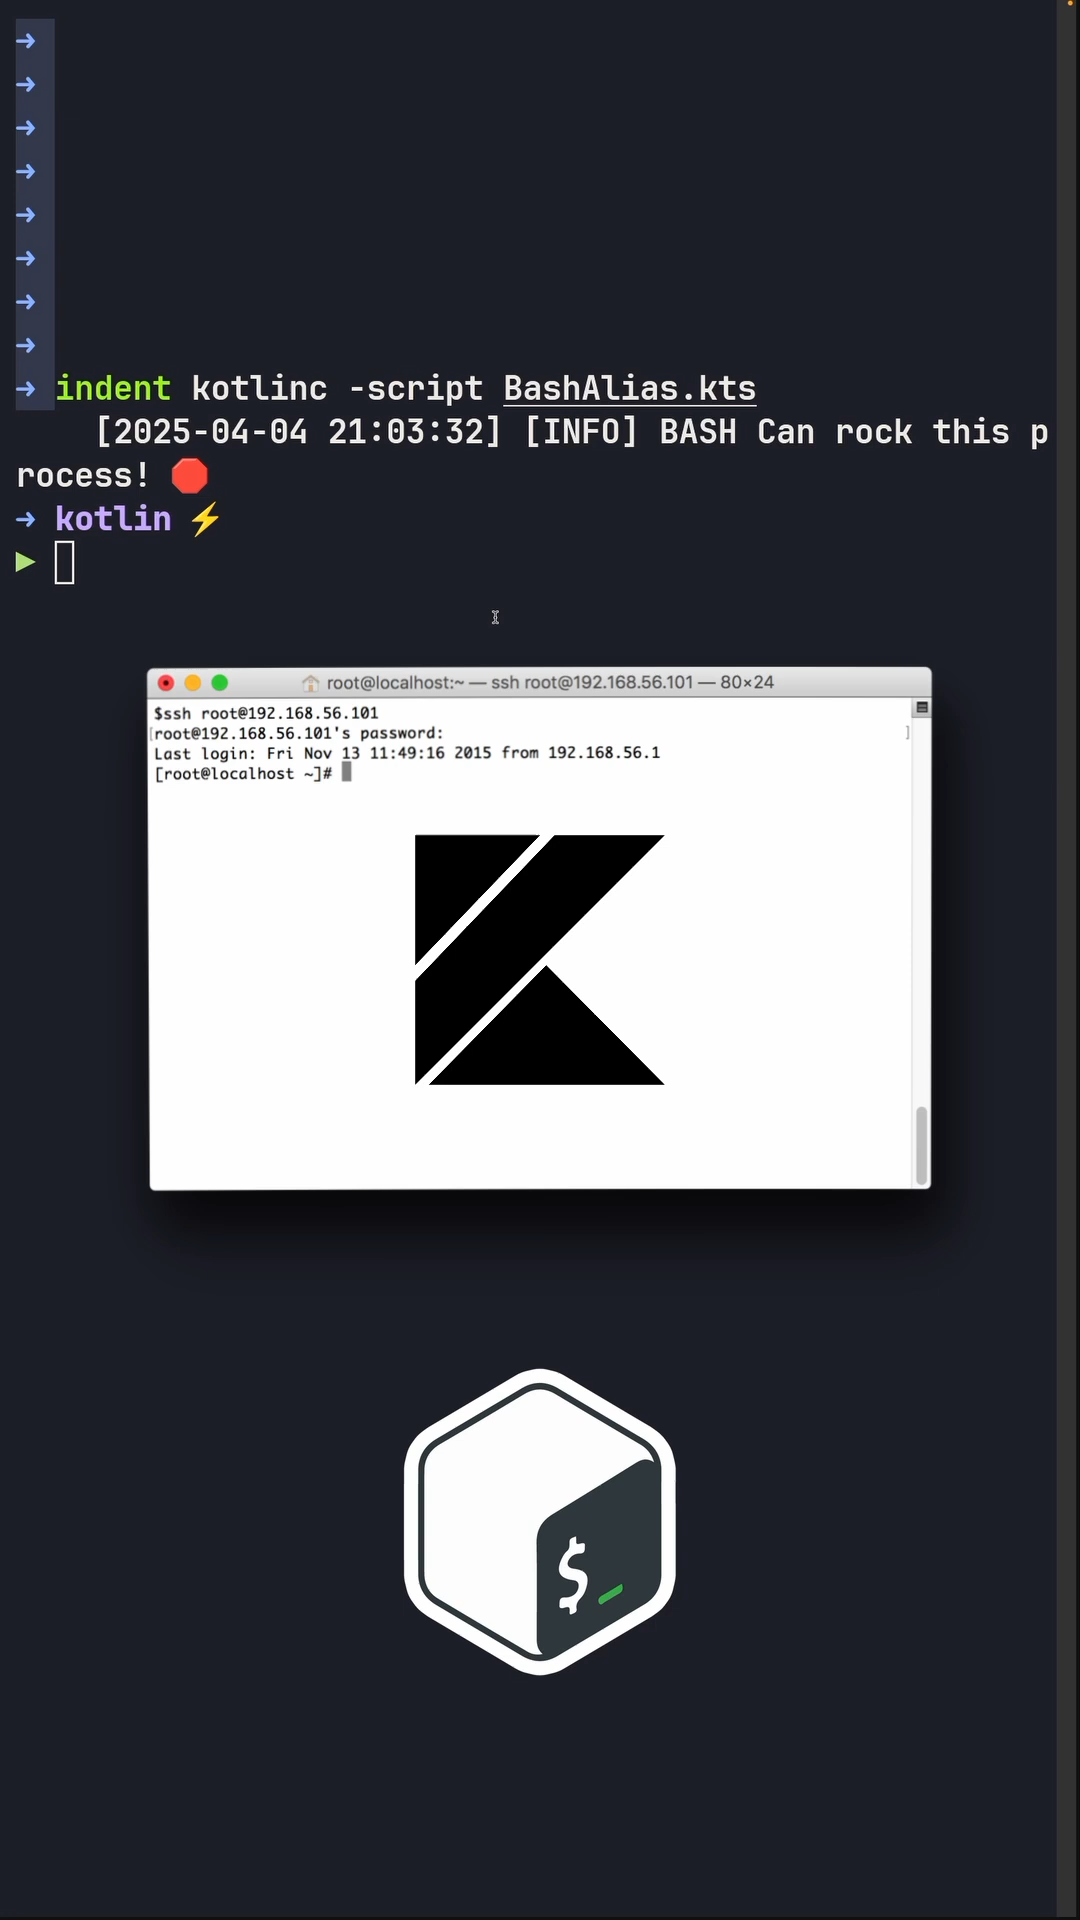 ➜
➜
➜
➜
➜
➜
➜
➜
➜ indent kotlinc -script BashAlias.kts
[2025-04-04 21:03:32] [INFO] BASH Can rock this p
rocess! 🛑
➜ kotlin ⚡
▶
root@localhost:~ — ssh root@192.168.56.101 — 80×24
$ssh root@192.168.56.101
[root@192.168.56.101's password: ]
Last login: Fri Nov 13 11:49:16 2015 from 192.168.56.1
[root@localhost ~]#
$_